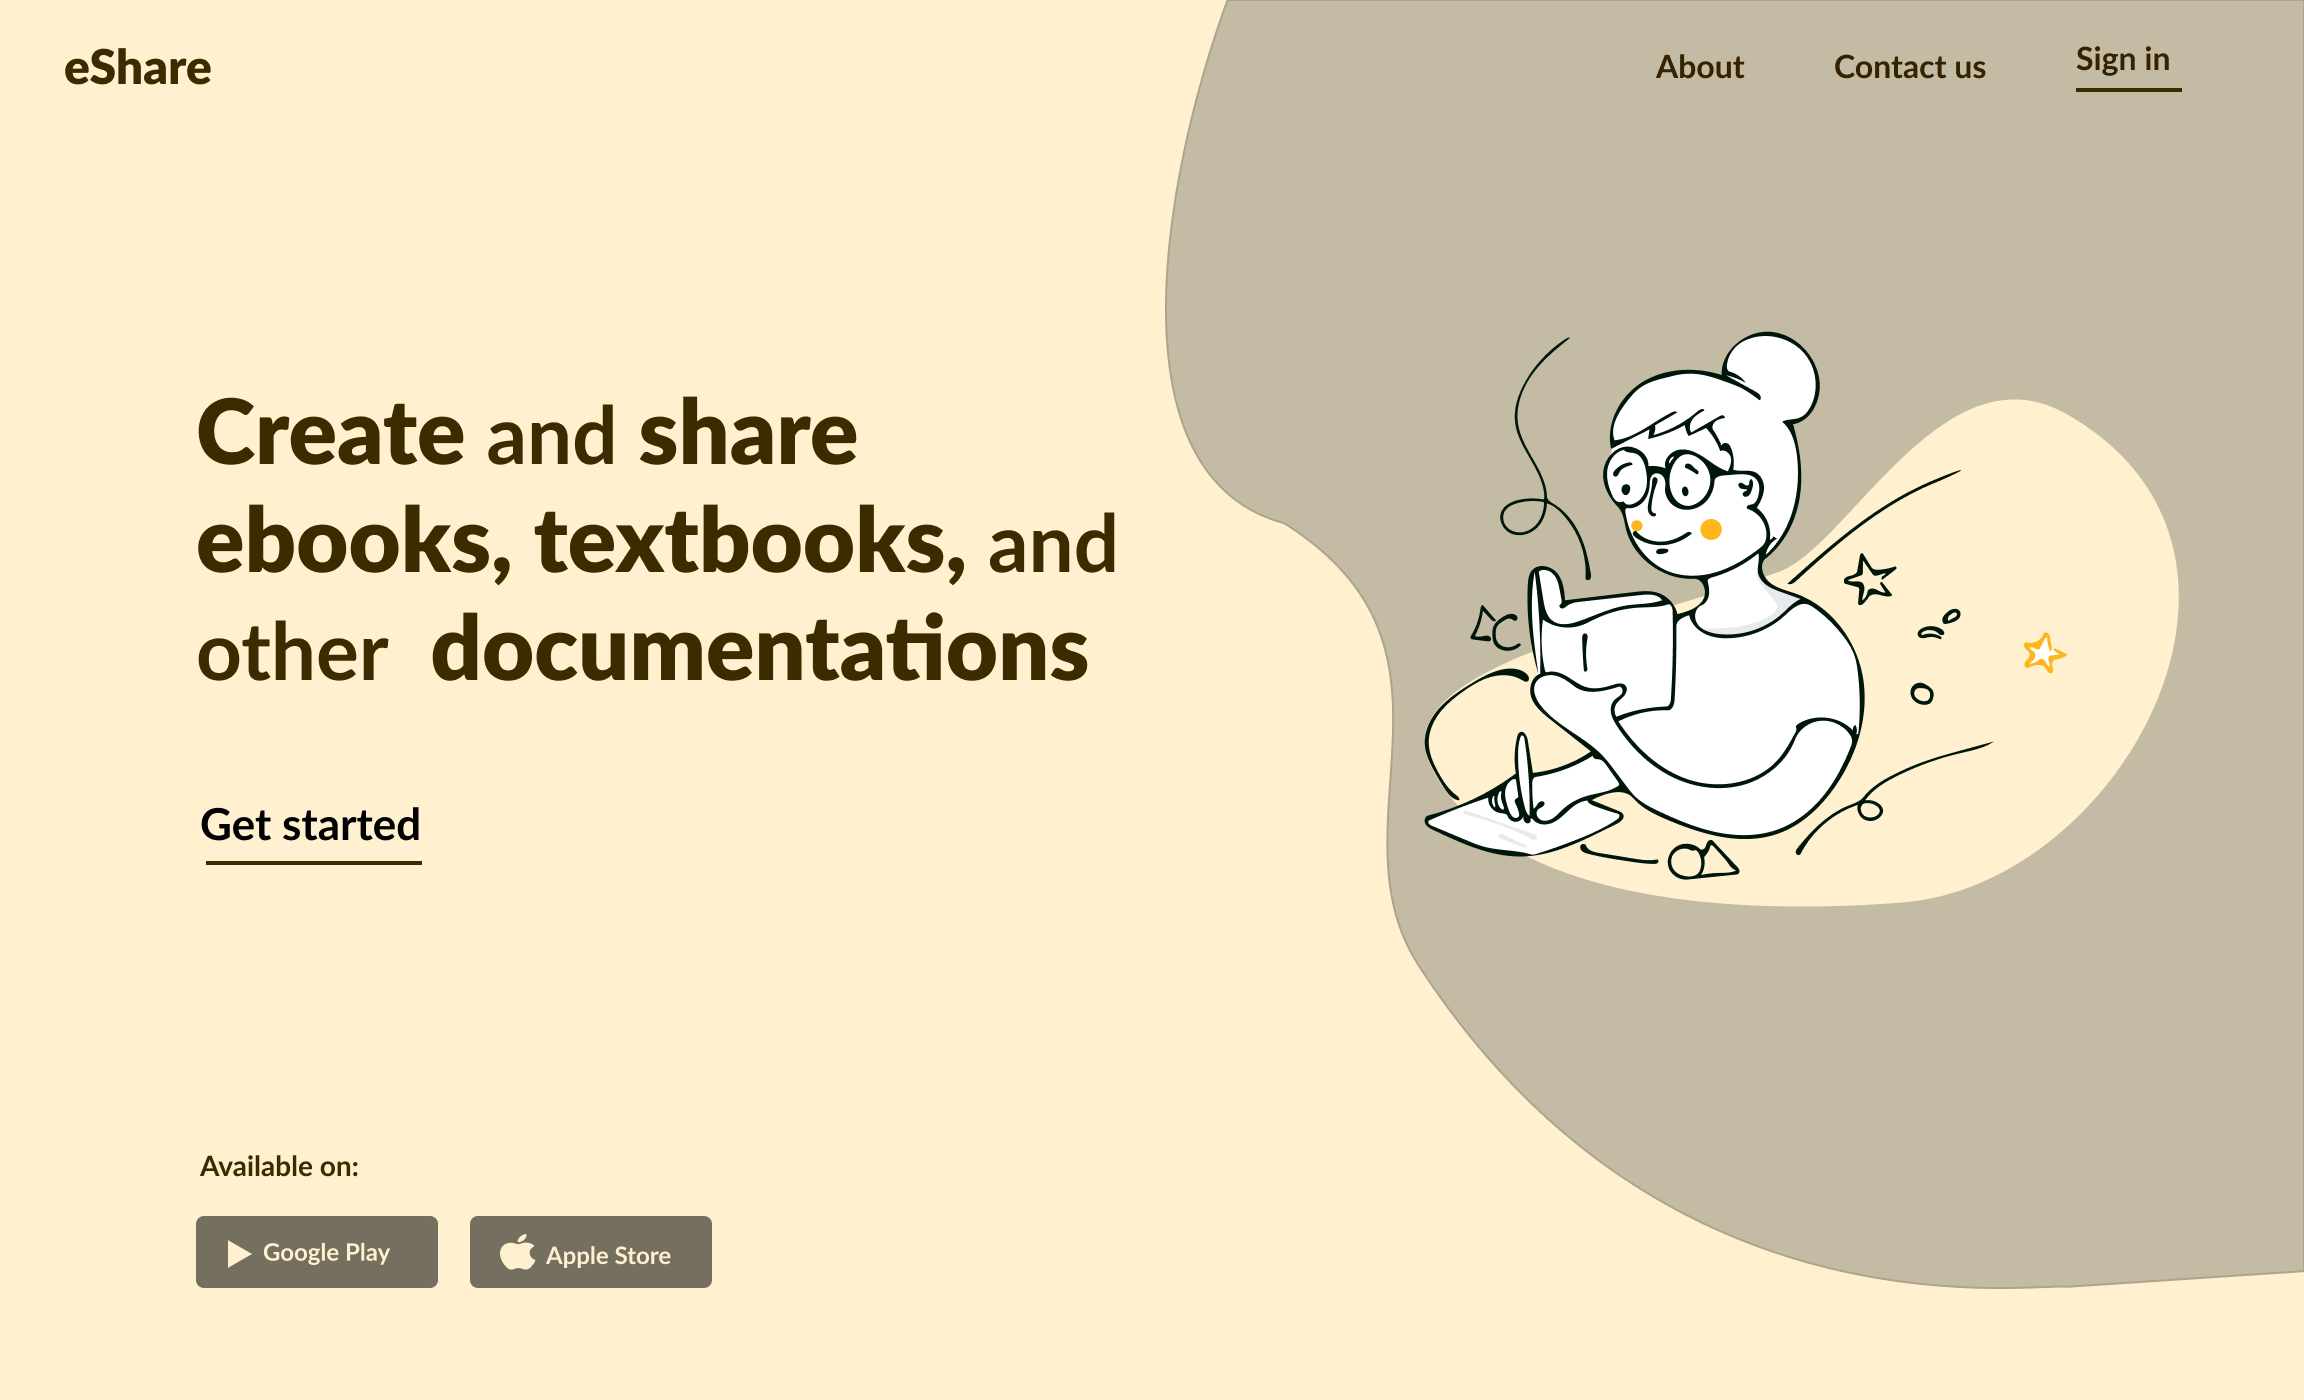 eShare
About
Contact us
Sign in
Create and share
ebooks, textbooks, and
other documentations
Get started
Available on:
Google Play
Apple Store